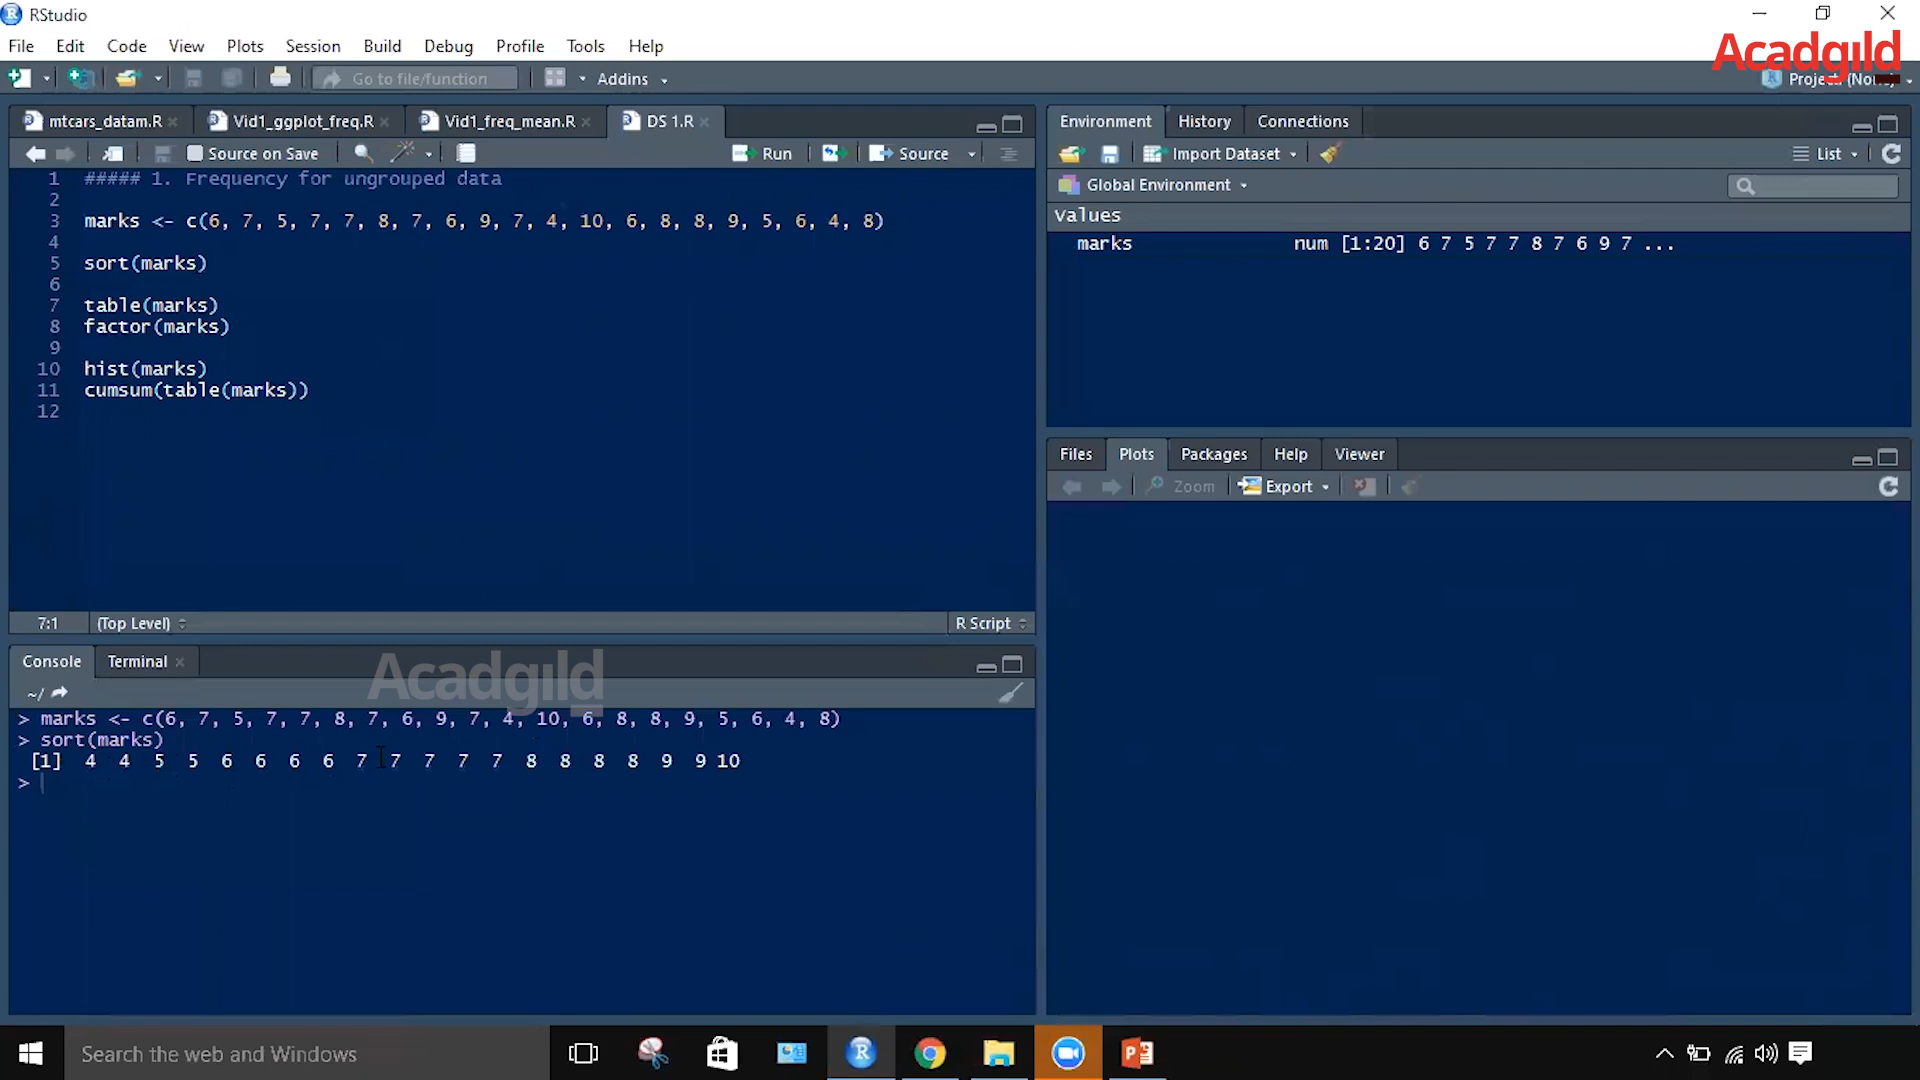 RStudio
File Edit Code View Plots Session Build Debug Profile Tools Help
Acadgıld
Go to file/function Addins
mtcars_datam.R Vid1_ggplot_freq.R Vid1_freq_mean.R DS 1.R
Source on Save Run Source
1 ##### 1. Frequency for ungrouped data
2
3 marks <- c(6, 7, 5, 7, 7, 8, 7, 6, 9, 7, 4, 10, 6, 8, 8, 9, 5, 6, 4, 8)
4
5 sort(marks)
6
7 table(marks)
8 factor(marks)
9
10 hist(marks)
11 cumsum(table(marks))
12
7:1 (Top Level) R Script
Console Terminal
Acadgıld
~/
> marks <- c(6, 7, 5, 7, 7, 8, 7, 6, 9, 7, 4, 10, 6, 8, 8, 9, 5, 6, 4, 8)
> sort(marks)
[1] 4 4 5 5 6 6 6 6 7 7 7 7 7 8 8 8 8 9 9 10
>
Environment History Connections
Import Dataset List
Global Environment
Values
marks num [1:20] 6 7 5 7 7 8 7 6 9 7 ...
Files Plots Packages Help Viewer
Zoom Export
Search the web and Windows